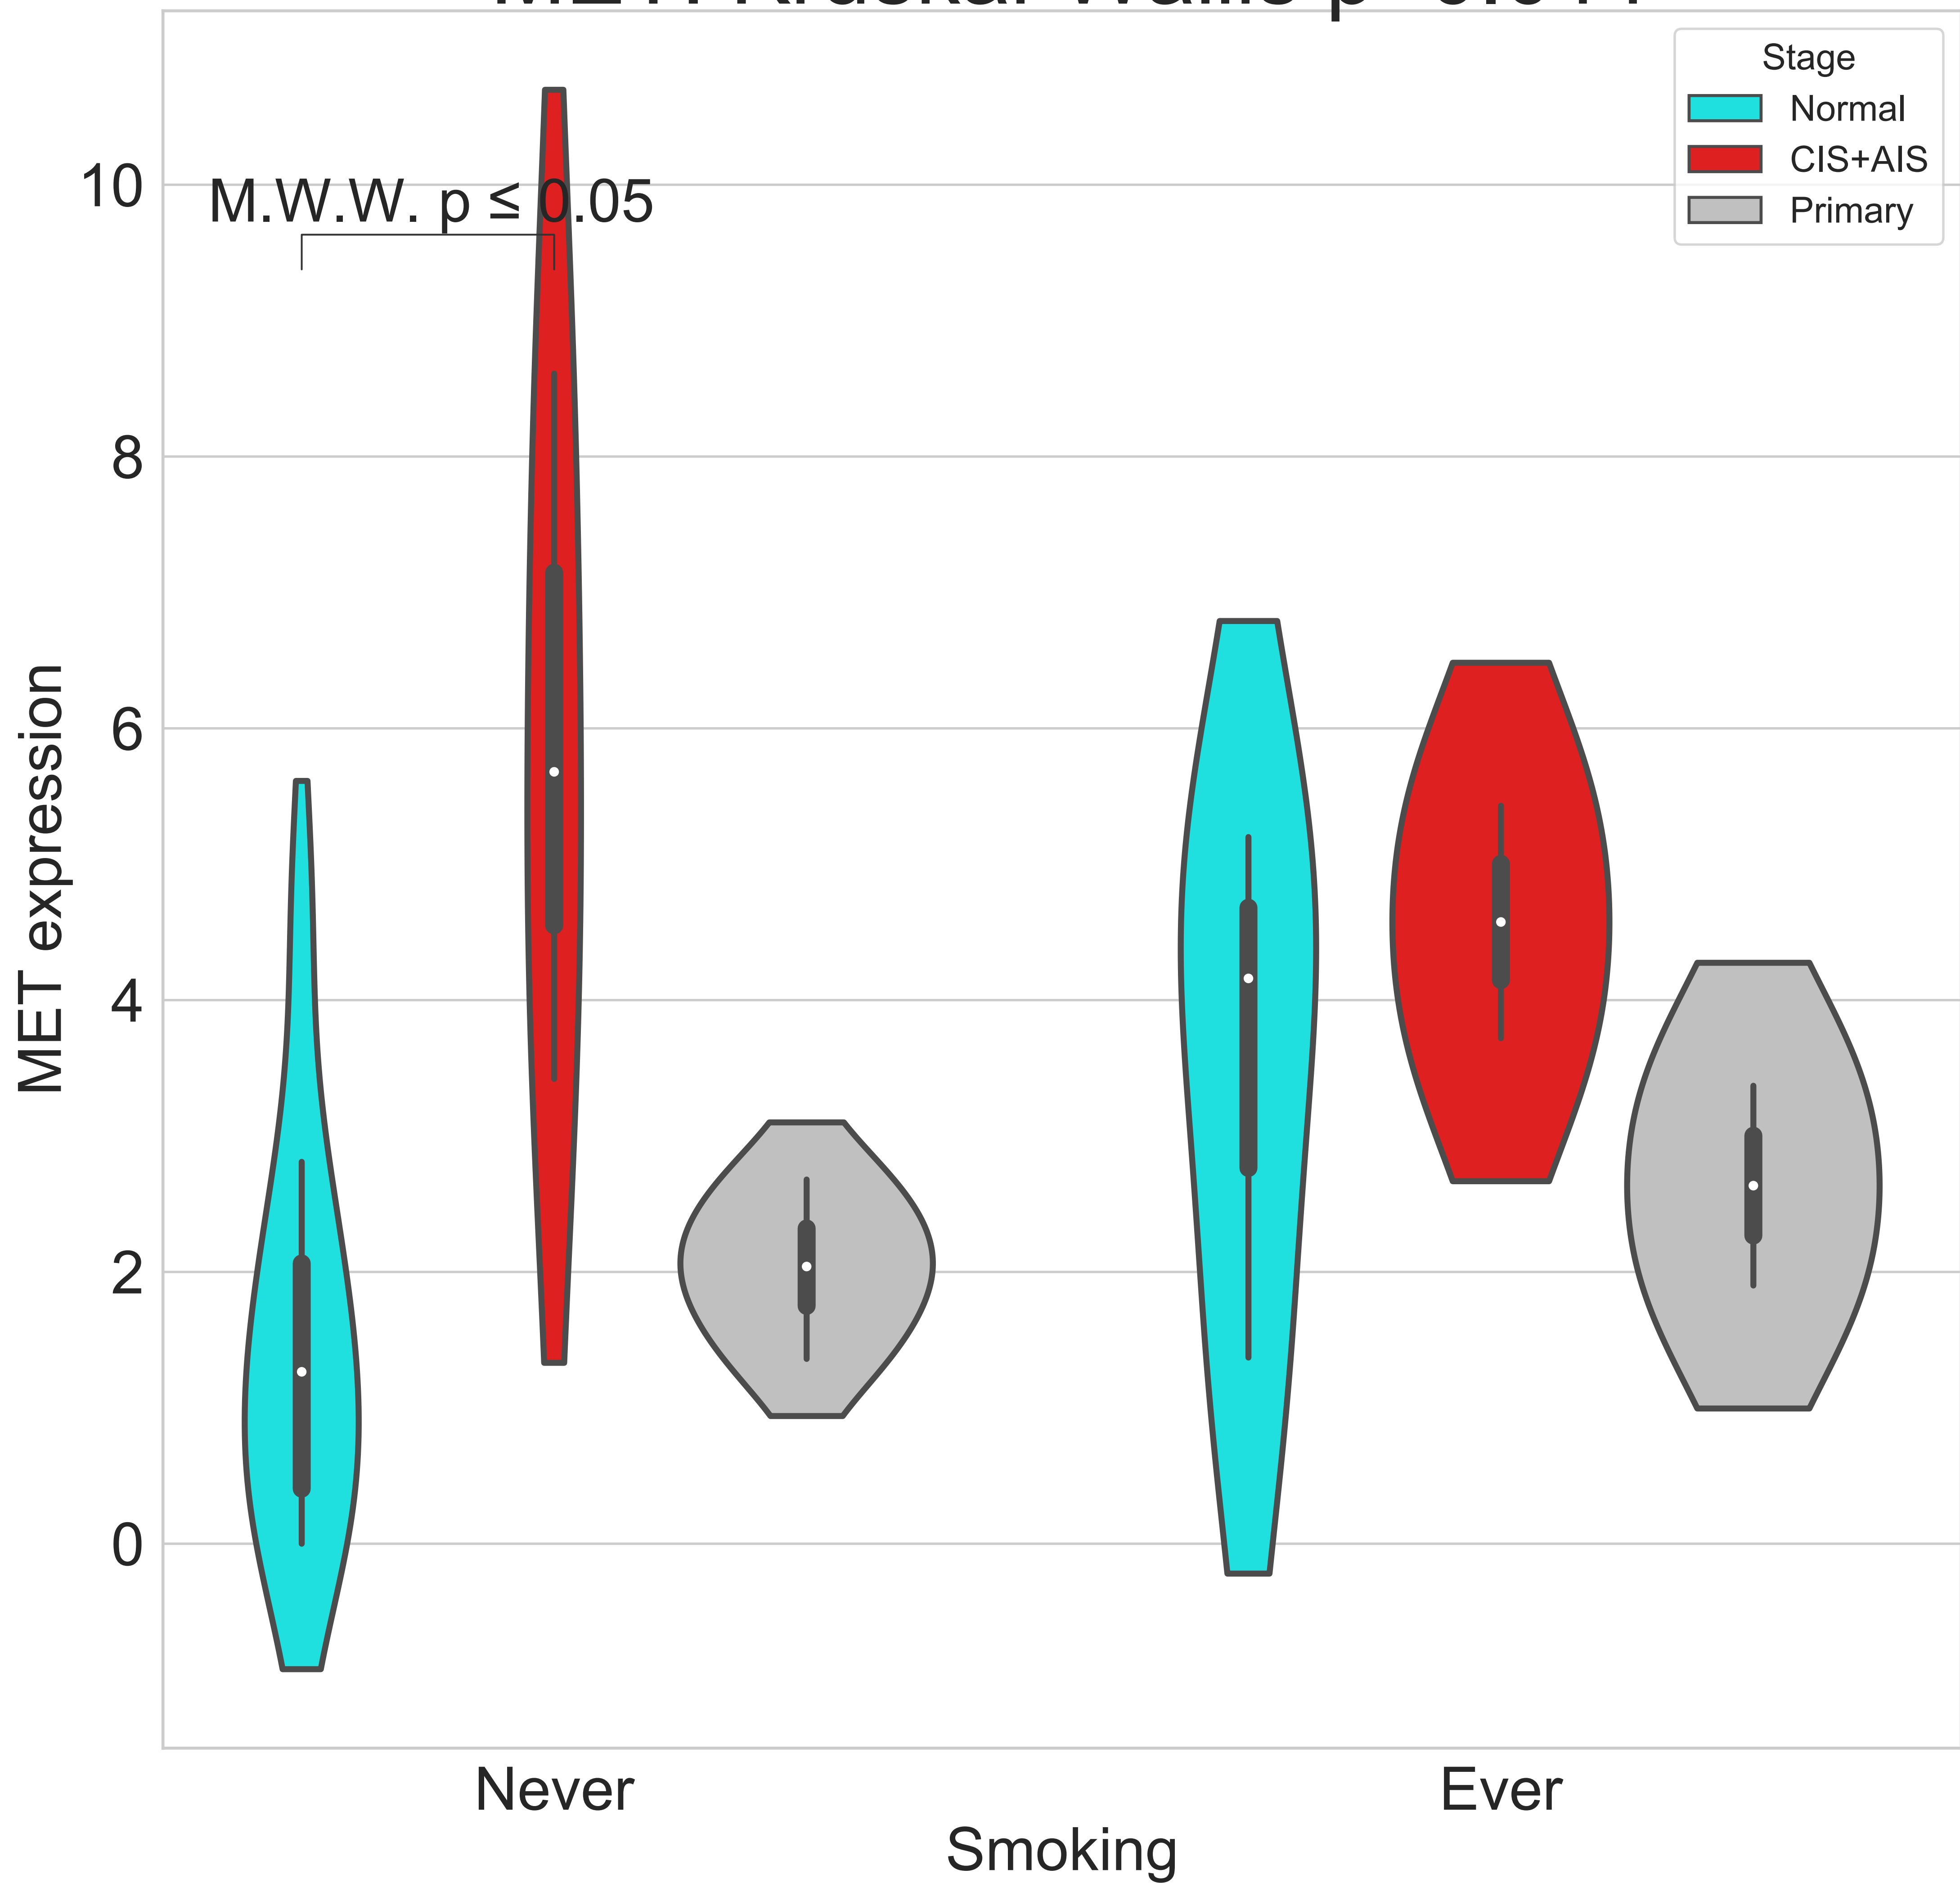 Stage
Normal
CIS+AIS
Primary
M.W.W. p ≤ 0.05
10
8
6
4
2
0
MET expression
Never
Ever
Smoking